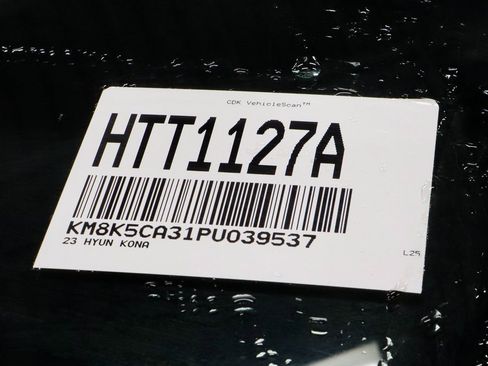 CDK VehicleScan™
HTT1127A
KM8K5CA31PU039537
23 HYUN KONA
L25